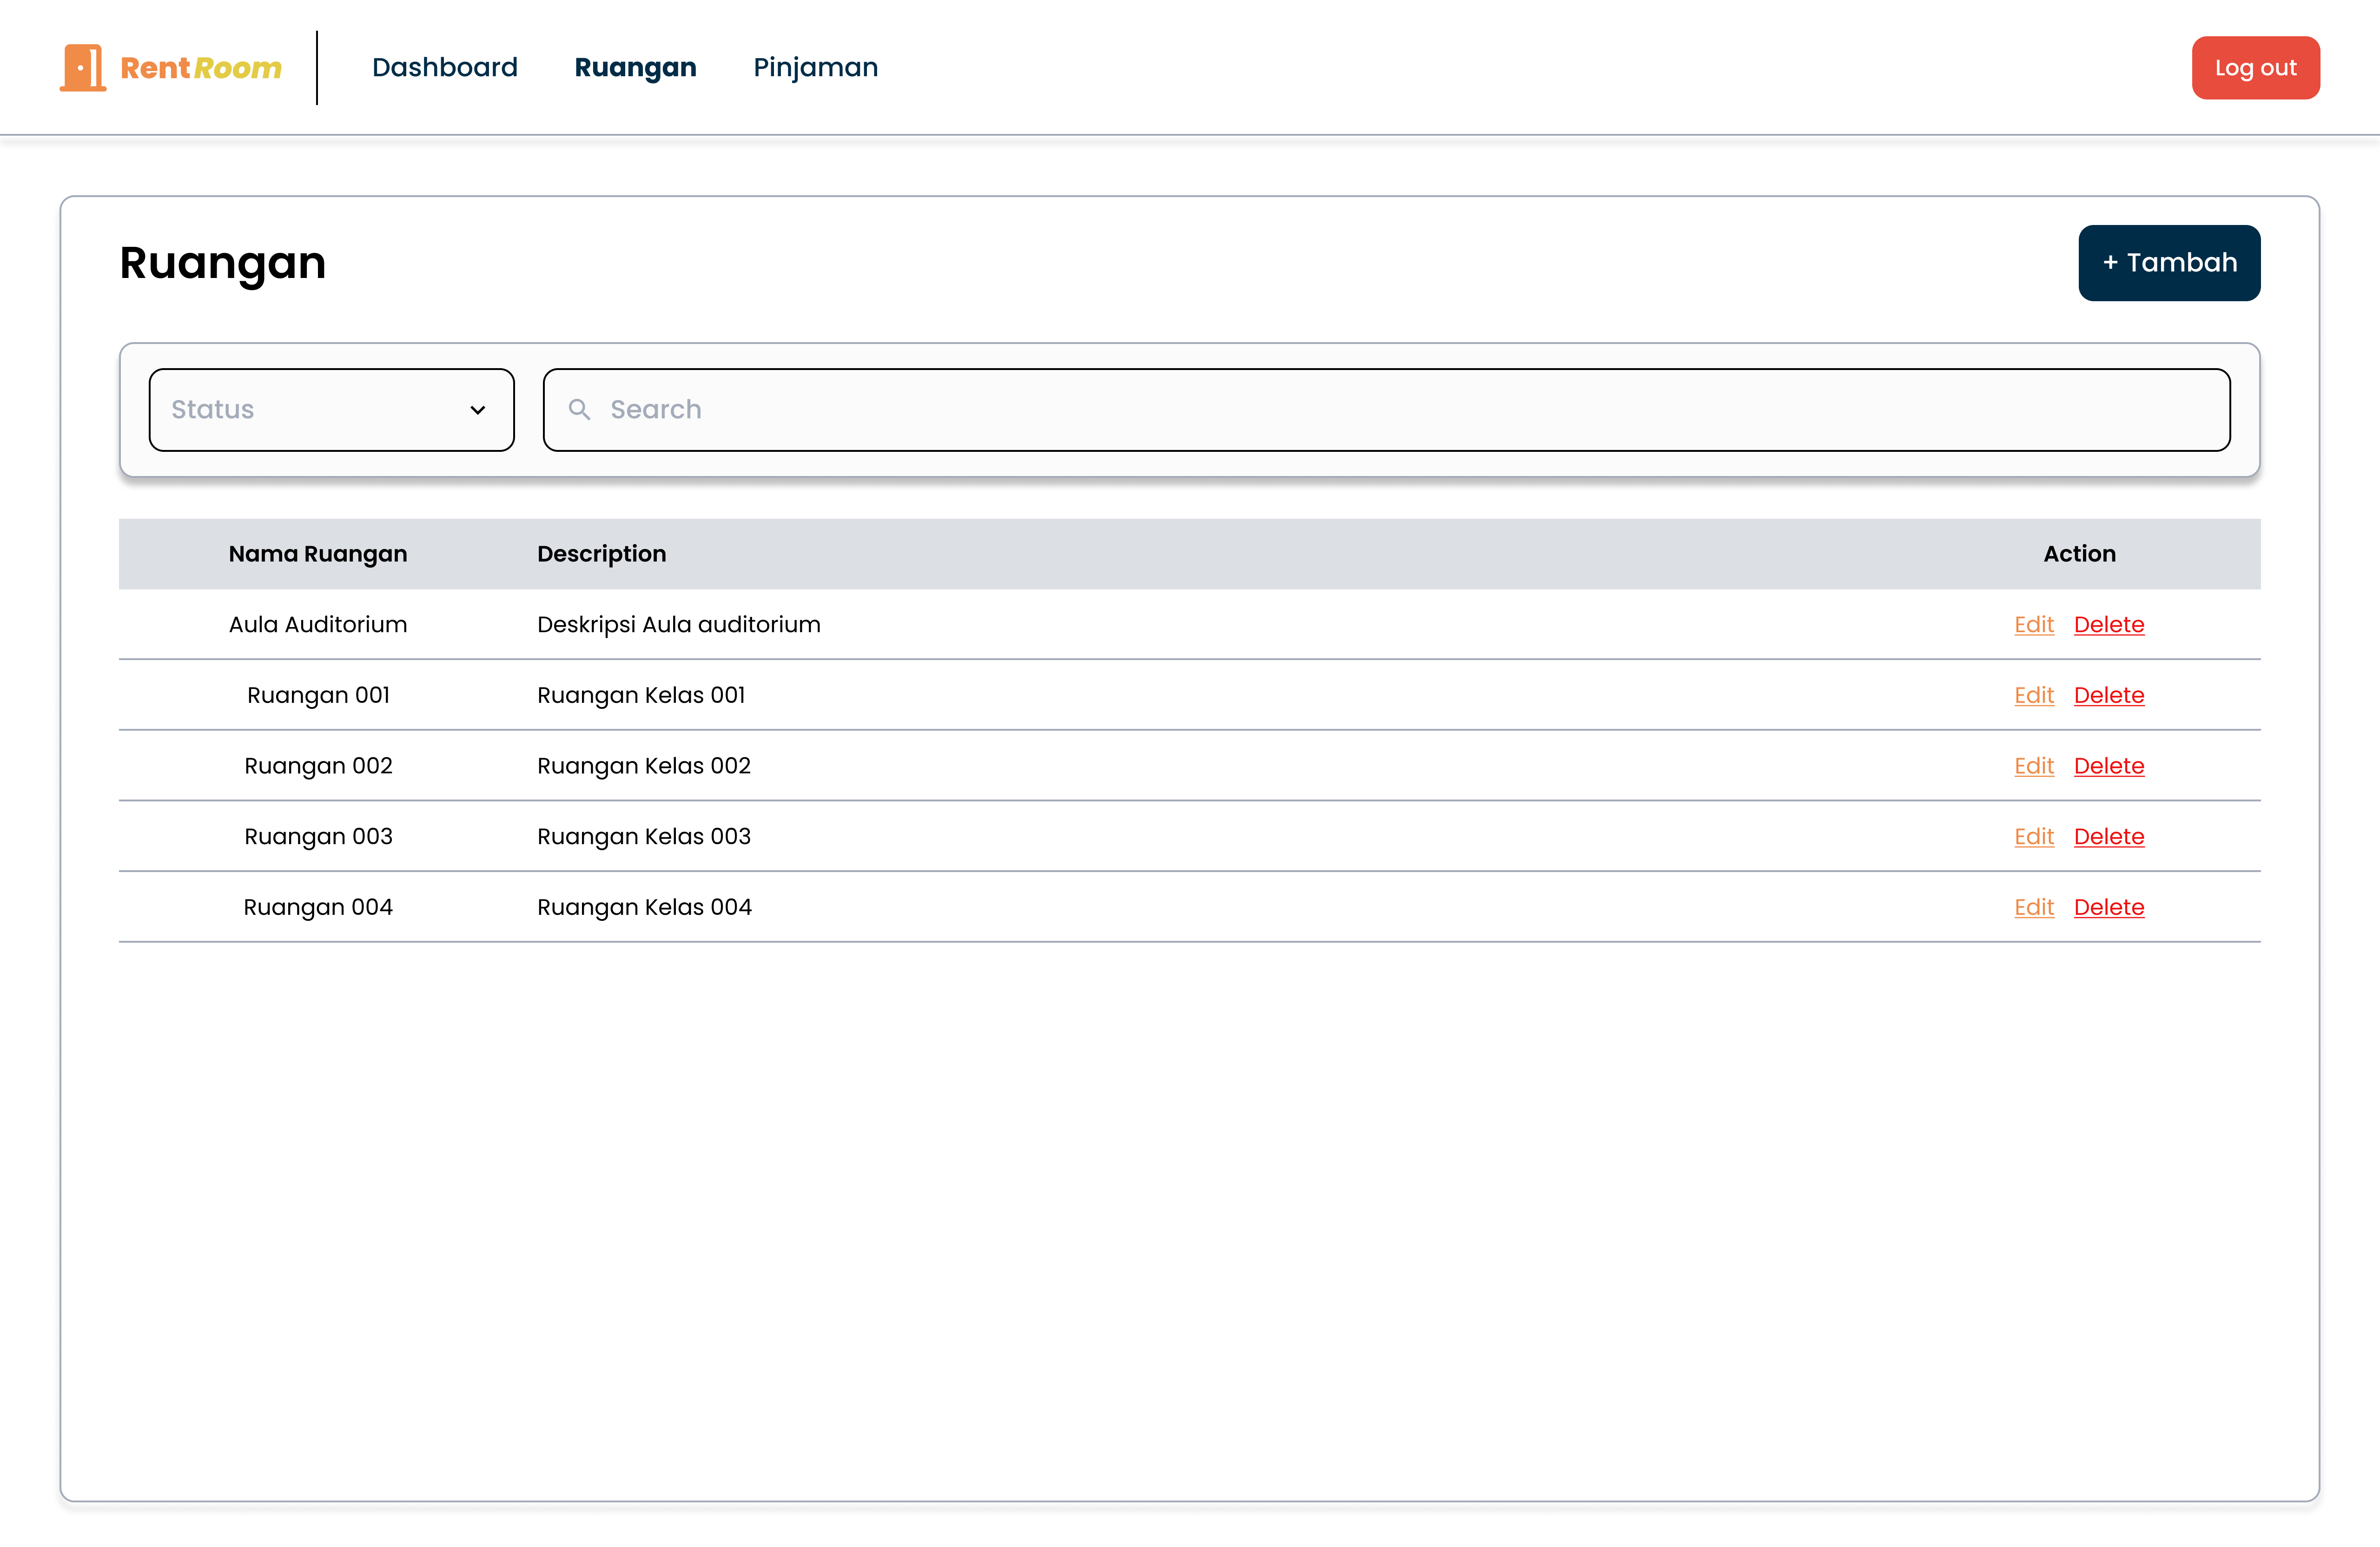 RentRoom Dashboard Ruangan Pinjaman Log out
Ruangan + Tambah
Status Search
Nama Ruangan Description Action
Aula Auditorium Deskripsi Aula auditorium Edit Delete
Ruangan 001 Ruangan Kelas 001 Edit Delete
Ruangan 002 Ruangan Kelas 002 Edit Delete
Ruangan 003 Ruangan Kelas 003 Edit Delete
Ruangan 004 Ruangan Kelas 004 Edit Delete